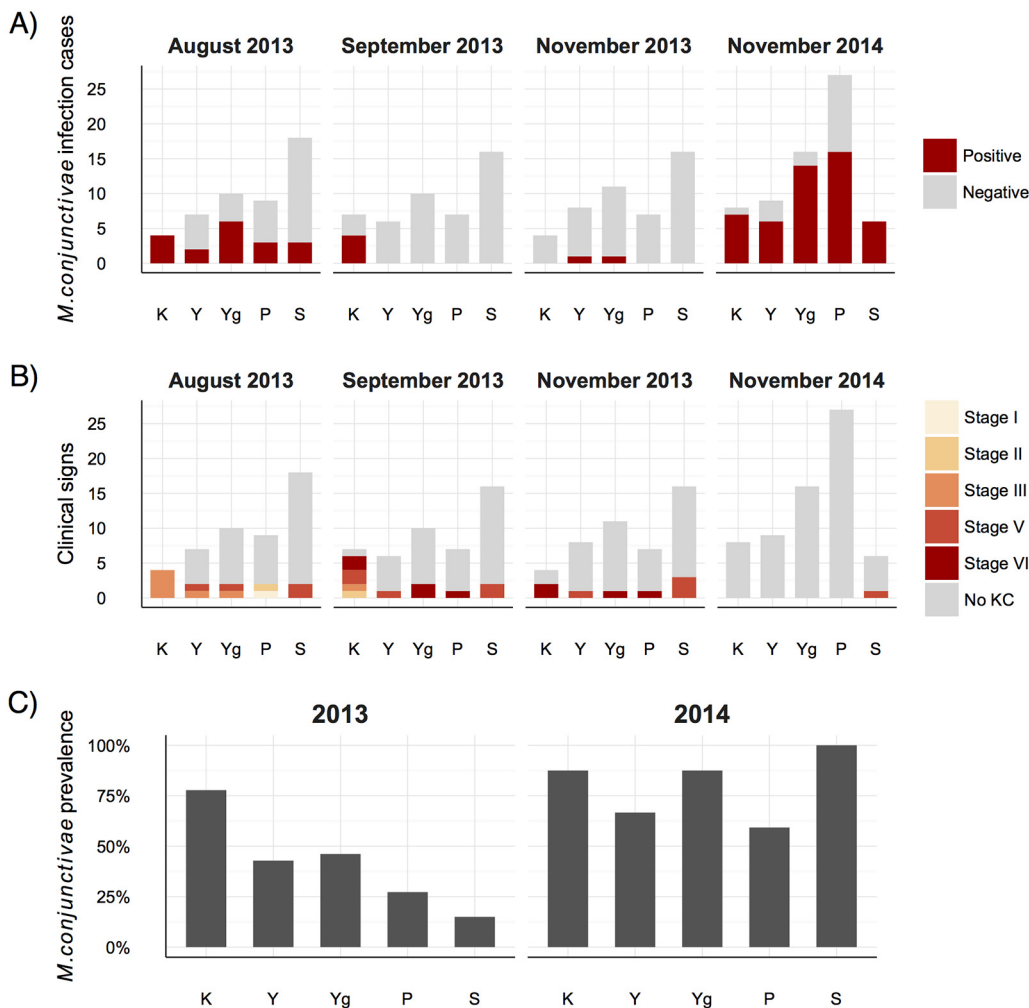 A)
M.conjunctivae infection cases
August 2013
September 2013
November 2013
November 2014
25
20
15
10
5
0
K Y Yg P S
K Y Yg P S
K Y Yg P S
K Y Yg P S
Positive
Negative
B)
Clinical signs
August 2013
September 2013
November 2013
November 2014
25
20
15
10
5
0
K Y Yg P S
K Y Yg P S
K Y Yg P S
K Y Yg P S
Stage I
Stage II
Stage III
Stage V
Stage VI
No KC
C)
M.conjunctivae prevalence
2013
2014
100%
75%
50%
25%
0%
K Y Yg P S
K Y Yg P S